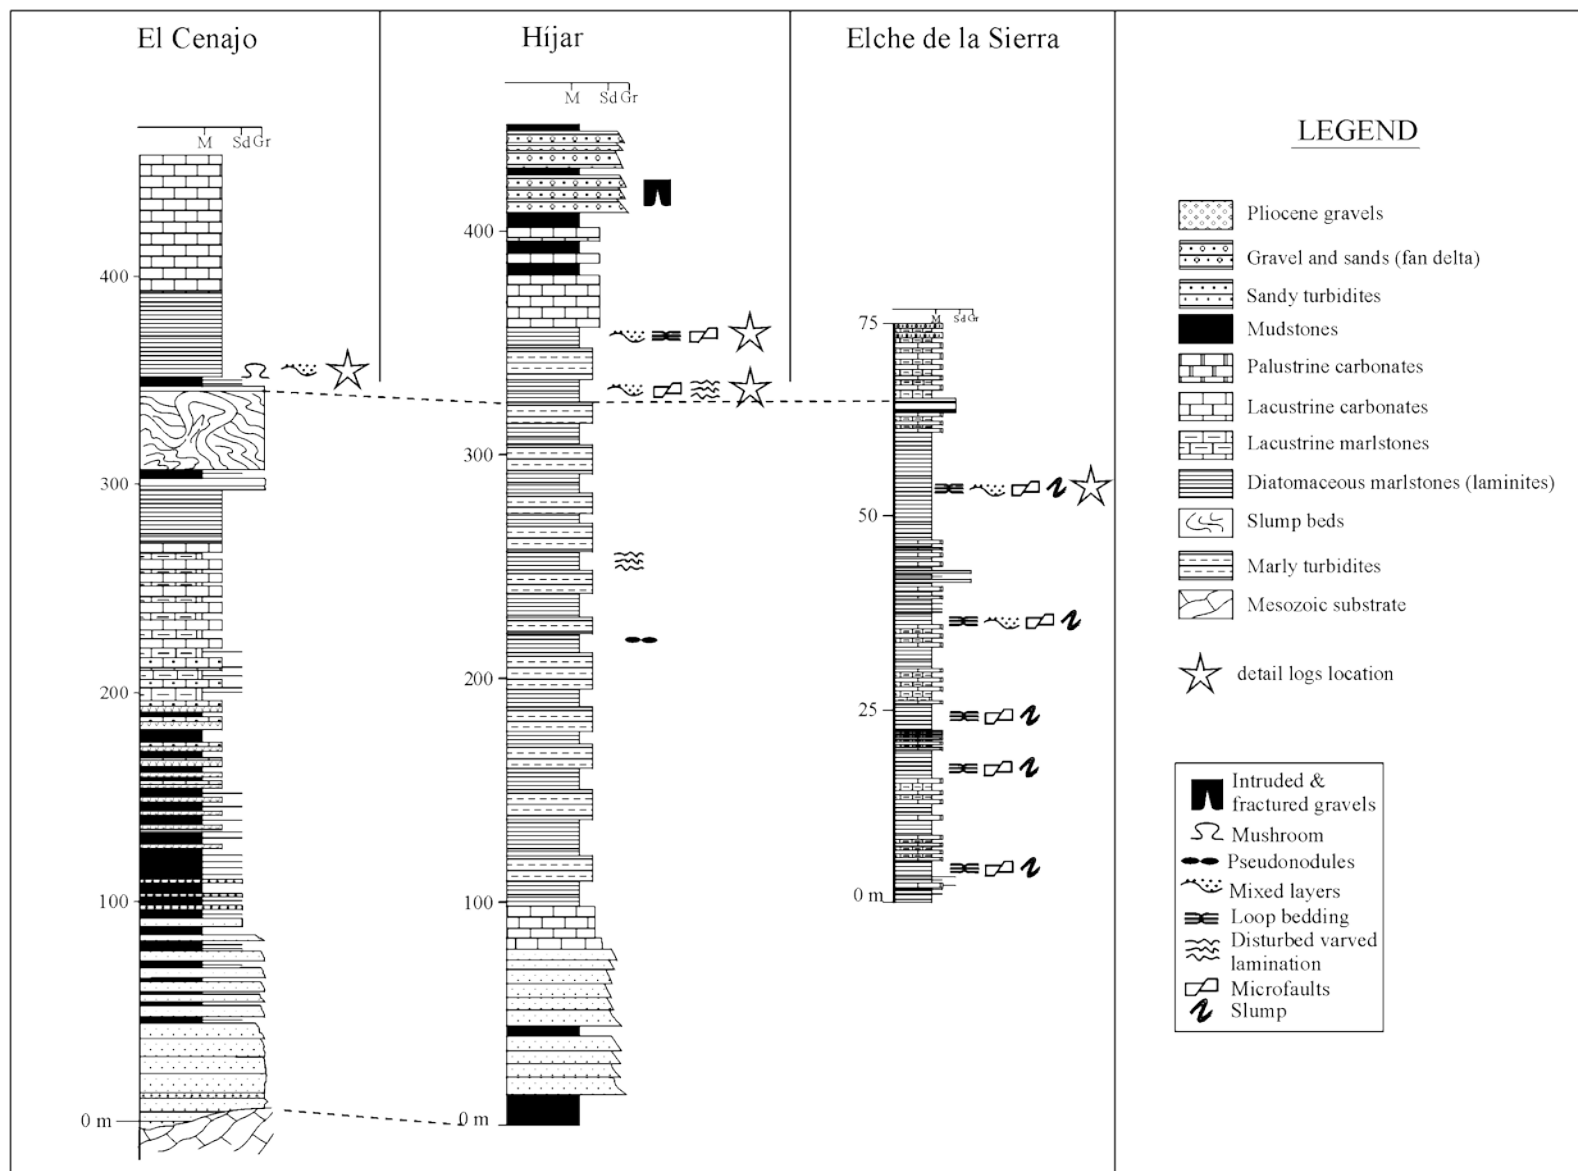 El Cenajo
Híjar
Elche de la Sierra
M Sd Gr
400
300
200
100
0 m
M Sd Gr
400
300
200
100
0 m
M Sd Gr
75
50
25
0 m
LEGEND
Pliocene gravels
Gravel and sands (fan delta)
Sandy turbidites
Mudstones
Palustrine carbonates
Lacustrine carbonates
Lacustrine marlstones
Diatomaceous marlstones (laminites)
Slump beds
Marly turbidites
Mesozoic substrate
detail logs location
Intruded &
fractured gravels
Mushroom
Pseudonodules
Mixed layers
Loop bedding
Disturbed varved
lamination
Microfaults
Slump